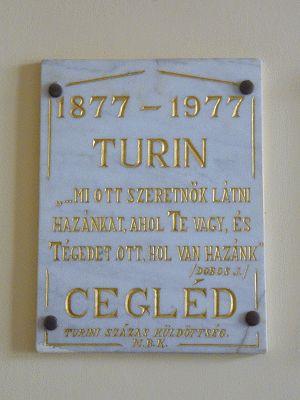 1877 – 1977
TURIN
„...MI OTT SZERETNŐK LÁTNI
HAZÁNKAT, AHOL TE VAGY, ÉS
TÉGEDET OTT, HOL VAN HAZÁNK”
/DOBOS J./
CEGLÉD
TURINI SZÁZAS KÜLDÖTTSÉG.
M.B.K.